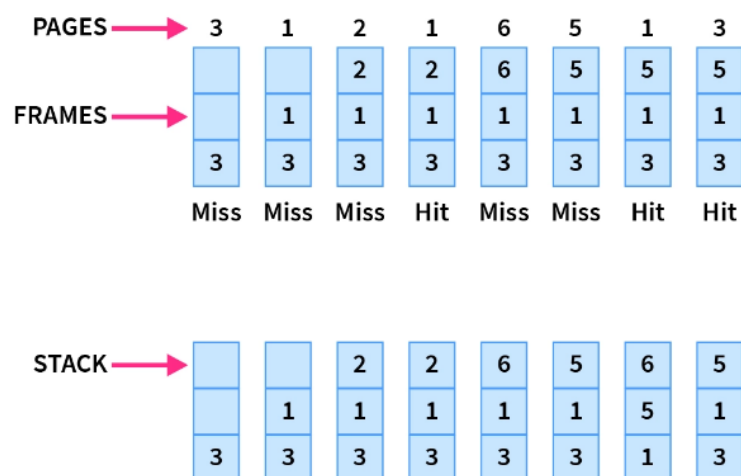 PAGES 3 1 2 1 6 5 1 3
2 2 6 5 5 5
FRAMES 1 1 1 1 1 1 1
3 3 3 3 3 3 3 3
Miss Miss Miss Hit Miss Miss Hit Hit
STACK 2 2 6 5 6 5
1 1 1 1 1 5 1
3 3 3 3 3 3 1 3